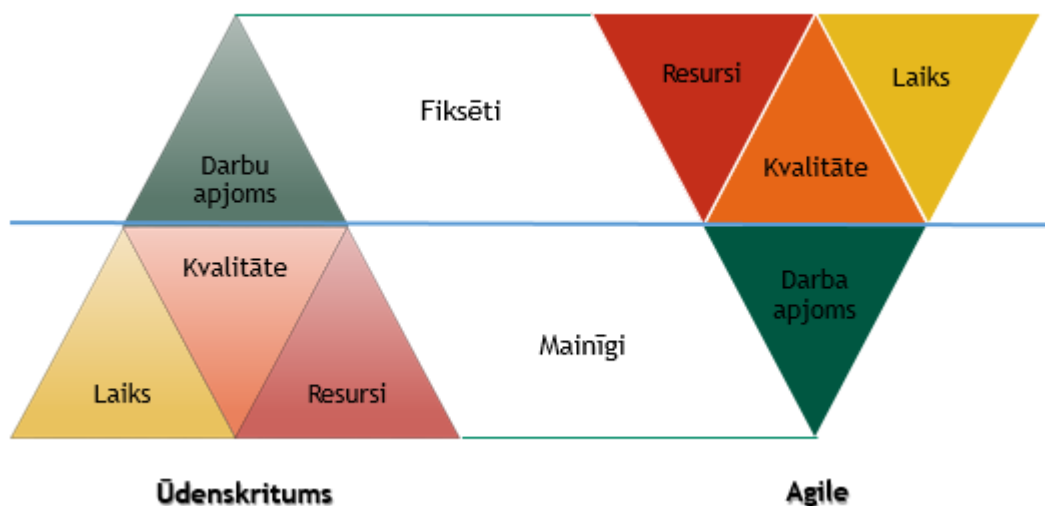 Resursi
Laiks
Fiksēti
Darbu
apjoms
Kvalitāte
Kvalitāte
Darba
apjoms
Mainīgi
Laiks
Resursi
Ūdenskritums
Agile